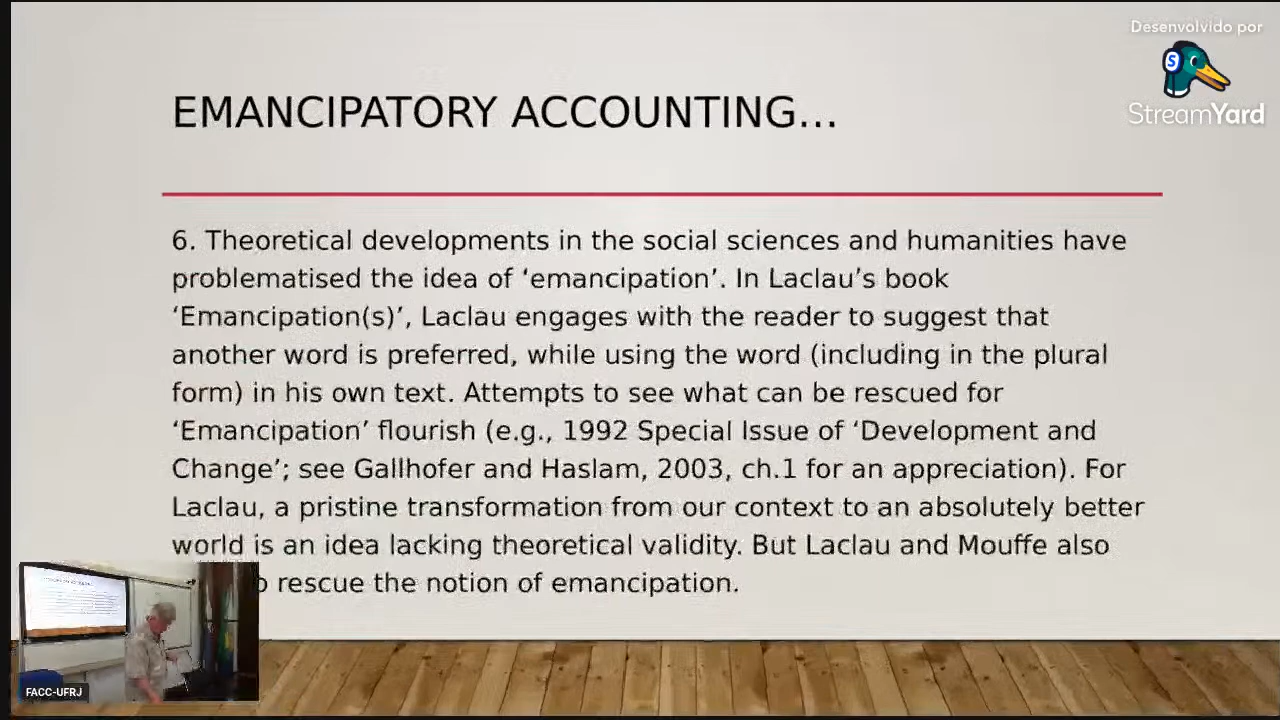 Desenvolvido por
StreamYard
EMANCIPATORY ACCOUNTING...
6. Theoretical developments in the social sciences and humanities have
problematised the idea of ‘emancipation’. In Laclau’s book
‘Emancipation(s)’, Laclau engages with the reader to suggest that
another word is preferred, while using the word (including in the plural
form) in his own text. Attempts to see what can be rescued for
‘Emancipation’ flourish (e.g., 1992 Special Issue of ‘Development and
Change’; see Gallhofer and Haslam, 2003, ch.1 for an appreciation). For
Laclau, a pristine transformation from our context to an absolutely better
world is an idea lacking theoretical validity. But Laclau and Mouffe also
rescue the notion of emancipation.
FACC-UFRJ